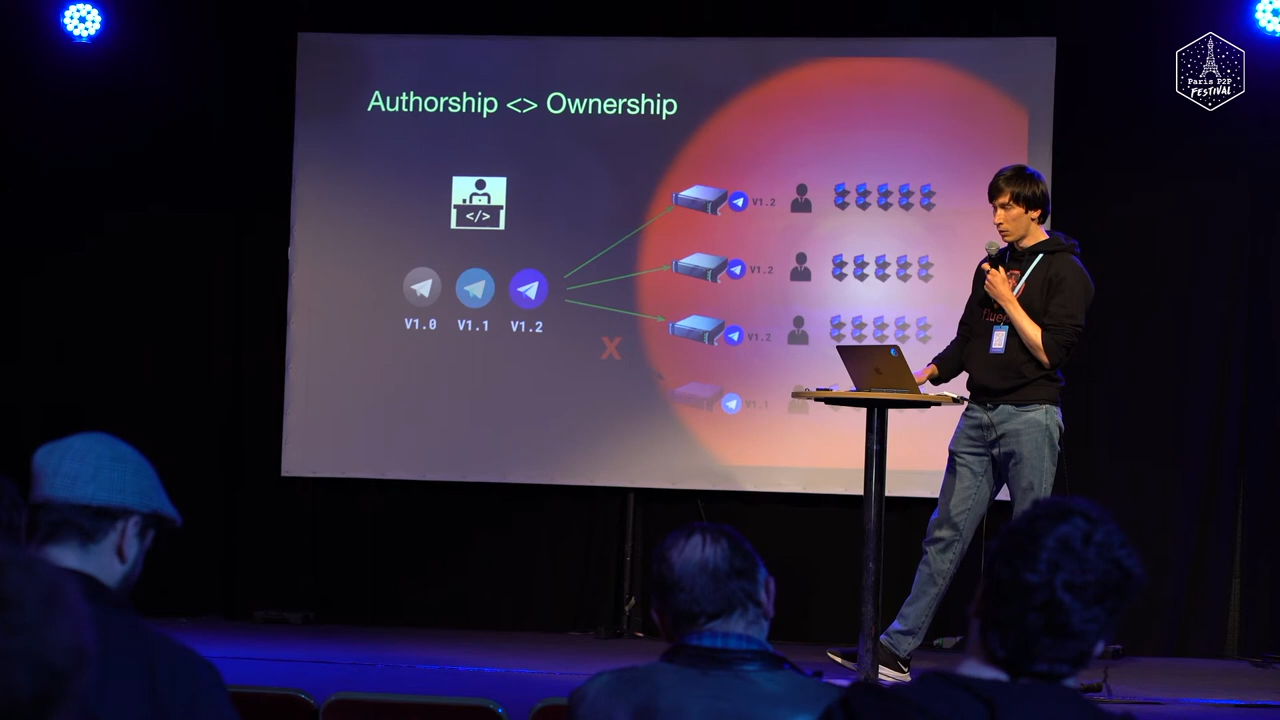 Authorship <> Ownership
</>
V1.0 V1.1 V1.2
V1.2
V1.2
V1.2
X
V1.1
Paris P2P
FESTIVAL